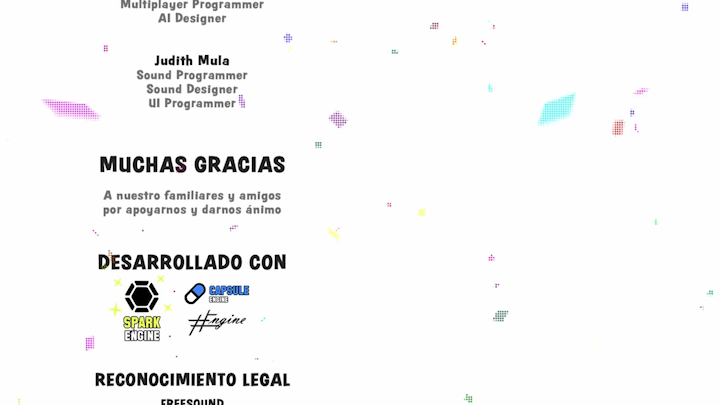 Multiplayer Programmer
AI Designer
Judith Mula
Sound Programmer
Sound Designer
UI Programmer
MUCHAS GRACIAS
A nuestro familiares y amigos
por apoyarnos y darnos ánimo
DESARROLLADO CON
SPARK
ENGINE
CAPSULE
ENGINE
#Engine
RECONOCIMIENTO LEGAL
FREESOUND